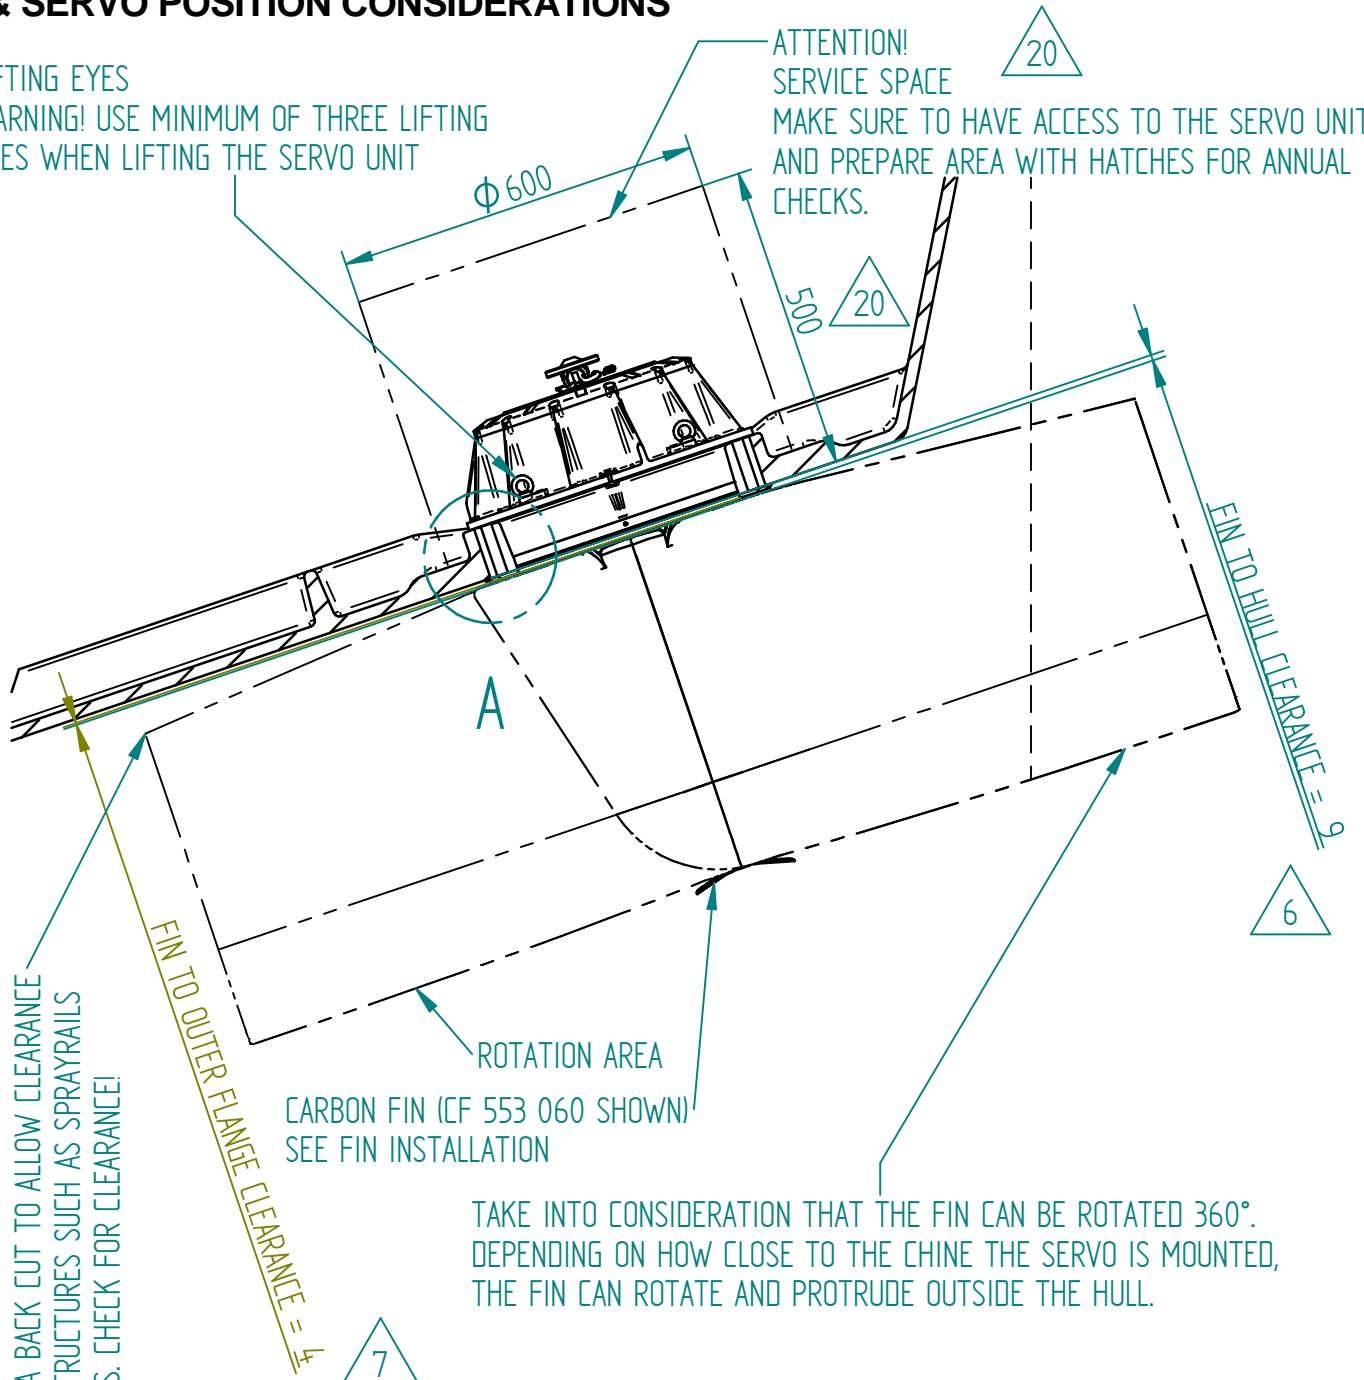 & SERVO POSITION CONSIDERATIONS
FTING EYES
ARNING! USE MINIMUM OF THREE LIFTING
ES WHEN LIFTING THE SERVO UNIT
ATTENTION!
SERVICE SPACE
MAKE SURE TO HAVE ACCESS TO THE SERVO UNIT
AND PREPARE AREA WITH HATCHES FOR ANNUAL
CHECKS.
20
Φ 600
500
20
A
FIN TO HULL CLEARANCE = 9
6
FIN TO OUTER FLANGE CLEARANCE = 4
7
A BACK CUT TO ALLOW CLEARANCE
TRUCTURES SUCH AS SPRAYRAILS
S. CHECK FOR CLEARANCE!
ROTATION AREA
CARBON FIN (CF 553 060 SHOWN)
SEE FIN INSTALLATION
TAKE INTO CONSIDERATION THAT THE FIN CAN BE ROTATED 360°.
DEPENDING ON HOW CLOSE TO THE CHINE THE SERVO IS MOUNTED,
THE FIN CAN ROTATE AND PROTRUDE OUTSIDE THE HULL.